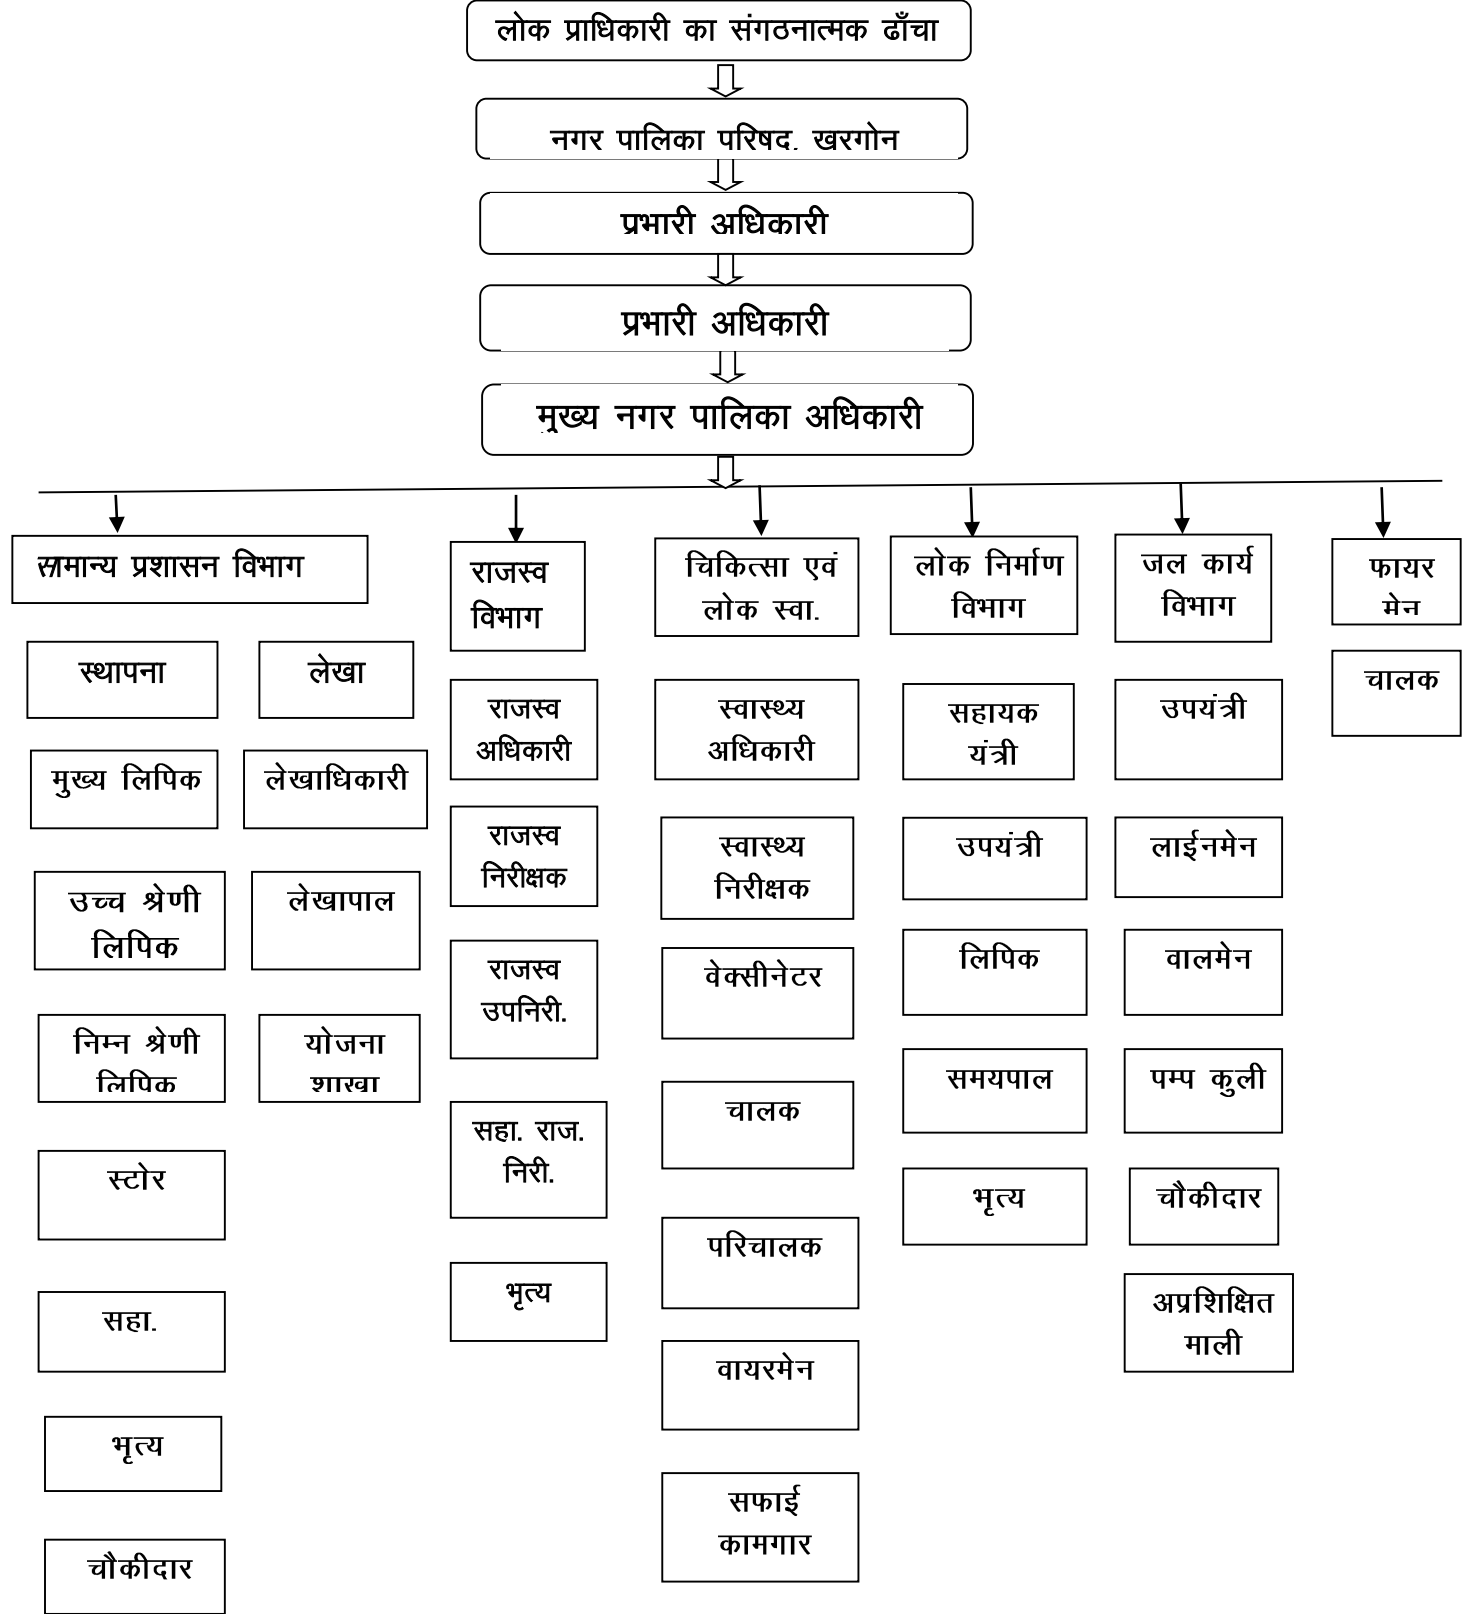 लोक प्राधिकारी का संगठनात्मक ढाँचा
नगर पालिका परिषद. खरगोन
प्रभारी अधिकारी
प्रभारी अधिकारी
मुख्य नगर पालिका अधिकारी
सामान्य प्रशासन विभाग
स्थापना
मुख्य लिपिक
उच्च श्रेणी
लिपिक
निम्न श्रेणी
लिपिक
स्टोर
सहा.
भृत्य
चौकीदार
लेखा
लेखाधिकारी
लेखापाल
योजना
शाखा
राजस्व
विभाग
राजस्व
अधिकारी
राजस्व
निरीक्षक
राजस्व
उपनिरी.
सहा. राज.
निरी.
भृत्य
चिकित्सा एवं
लोक स्वा.
स्वास्थ्य
अधिकारी
स्वास्थ्य
निरीक्षक
वेक्सीनेटर
चालक
परिचालक
वायरमेन
सफाई
कामगार
लोक निर्माण
विभाग
सहायक
यंत्री
उपयंत्री
लिपिक
समयपाल
भृत्य
जल कार्य
विभाग
उपयंत्री
लाईनमेन
वालमेन
पम्प कुली
चौकीदार
अप्रशिक्षित
माली
फायर
मेन
चालक